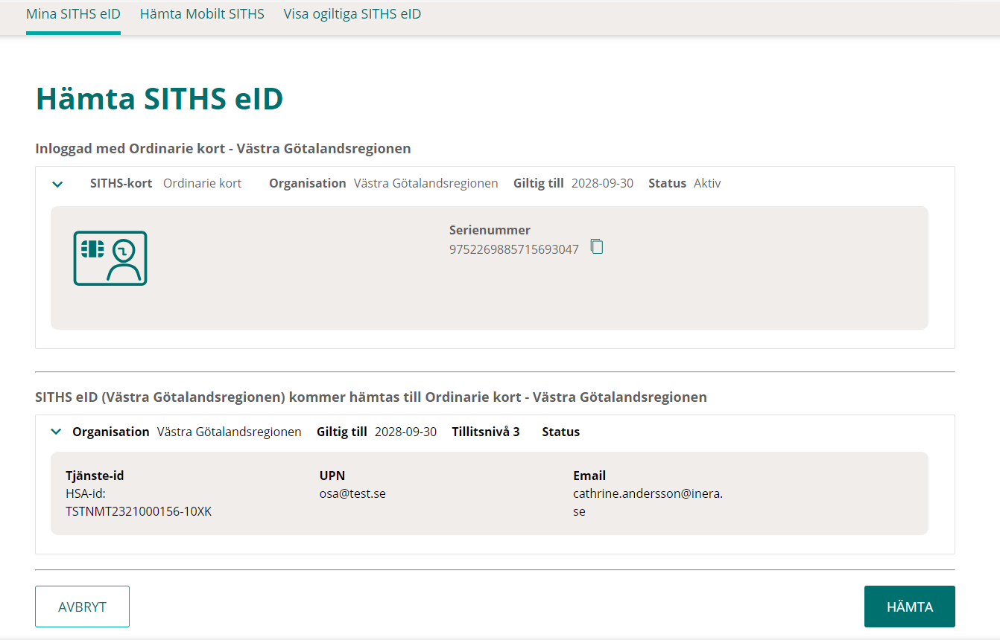 Mina SITHS eID Hämta Mobilt SITHS Visa ogiltiga SITHS eID
Hämta SITHS eID
Inloggad med Ordinarie kort - Västra Götalandsregionen
SITHS-kort Ordinarie kort Organisation Västra Götalandsregionen Giltig till 2028-09-30 Status Aktiv
Serienummer
9752269885715693047
SITHS eID (Västra Götalandsregionen) kommer hämtas till Ordinarie kort - Västra Götalandsregionen
Organisation Västra Götalandsregionen Giltig till 2028-09-30 Tillitsnivå 3 Status
Tjänste-id UPN Email
HSA-id: osa@test.se cathrine.andersson@inera.
TSTNMT2321000156-10XK se
AVBRYT HÄMTA